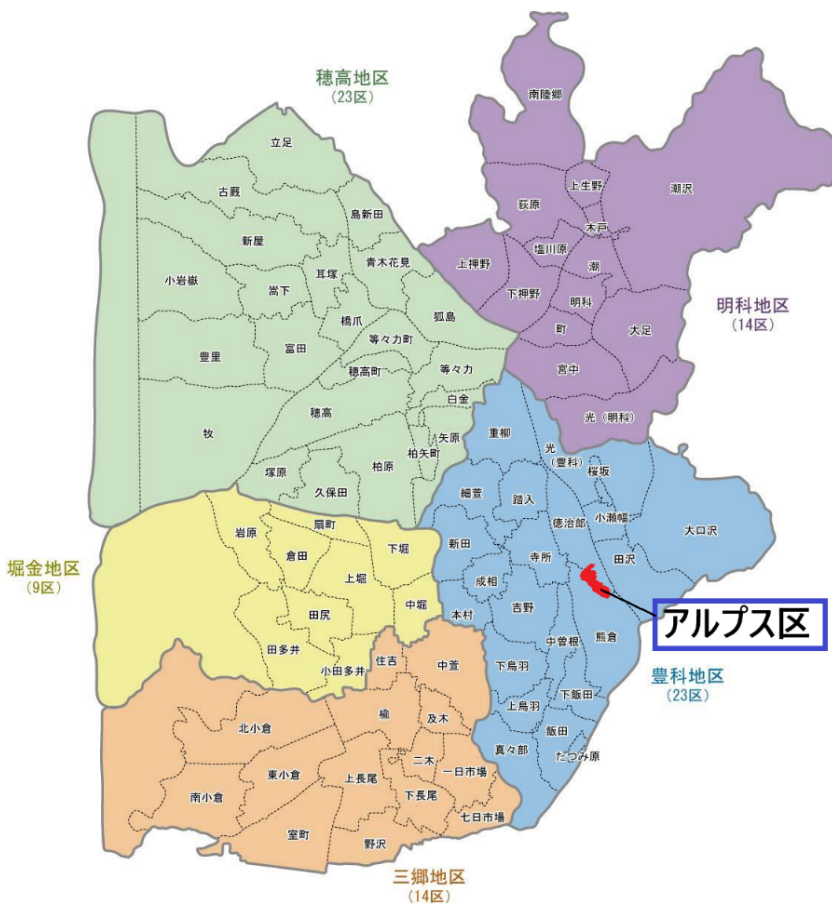 穂高地区
(23区)
立足
古厩
島新田
新屋
青木花見
耳塚
小岩嶽
嵩下
橋爪
狐島
等々力町
富田
豊里
穂高町
等々力
白金
穂高
牧
矢原
柏矢町
柏原
塚原
久保田
南陸郷
上生野
潮沢
荻原
木戸
塩川原
上押野
潮
下押野
明科
町
大足
宮中
光(明科)
明科地区
(14区)
堀金地区
(9区)
岩原
扇町
倉田
下堀
上堀
田尻
中堀
田多井
小田多井
重柳
光
(豊科)
桜坂
細萱
踏入
徳治郎
小瀬幅
大口沢
新田
寺所
田沢
成相
本村
吉野
アルプス区
中曽根
熊倉
下鳥羽
下飯田
上鳥羽
飯田
真々部
たつみ原
豊科地区
(23区)
住吉
中萱
楡
及木
北小倉
二木
一日市場
東小倉
上長尾
下長尾
南小倉
七日市場
室町
野沢
三郷地区
(14区)